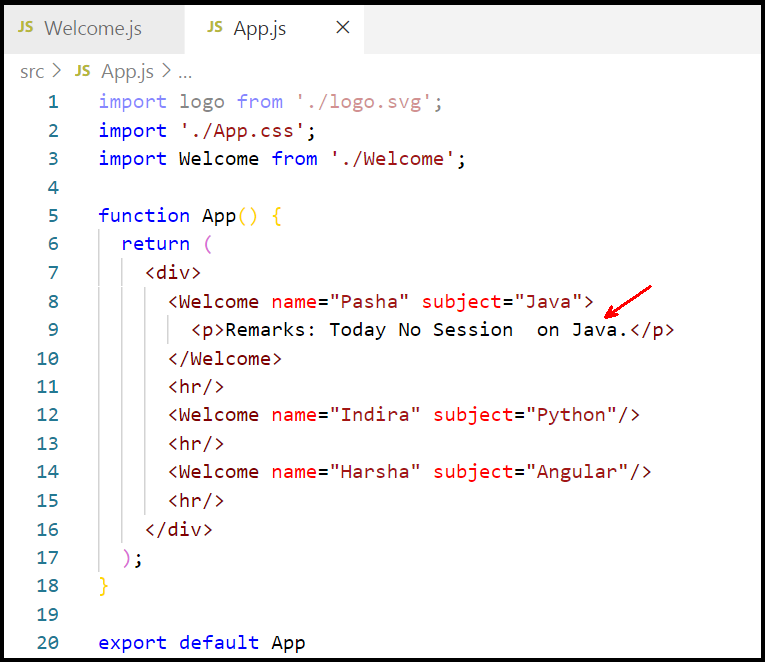 JS Welcome.js JS App.js ×
src > JS App.js > ...
1 import logo from './logo.svg';
2 import './App.css';
3 import Welcome from './Welcome';
4
5 function App() {
6 return (
7 <div>
8 <Welcome name="Pasha" subject="Java">
9 <p>Remarks: Today No Session  on Java.</p>
10 </Welcome>
11 <hr/>
12 <Welcome name="Indira" subject="Python"/>
13 <hr/>
14 <Welcome name="Harsha" subject="Angular"/>
15 <hr/>
16 </div>
17 );
18 }
19
20 export default App